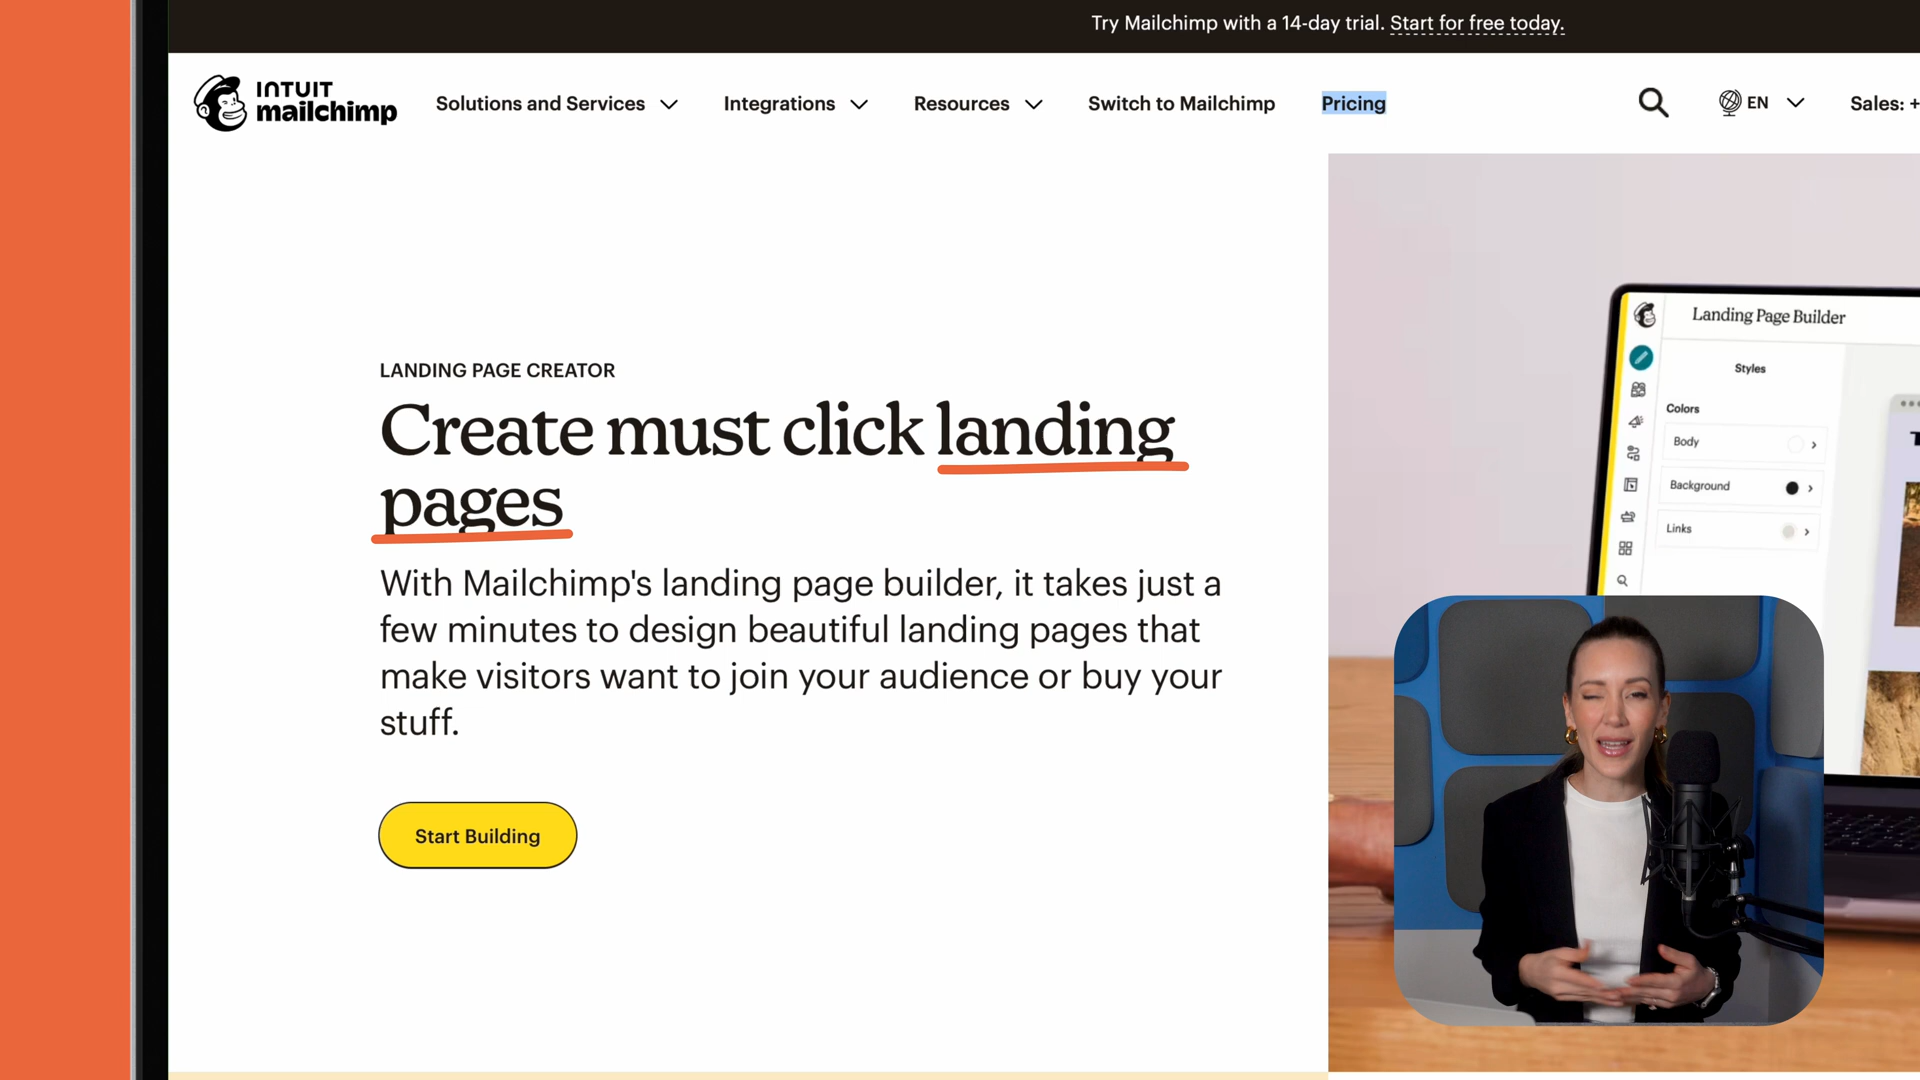 Try Mailchimp with a 14-day trial. Start for free today.
INTUIT
mailchimp
Solutions and Services
Integrations
Resources
Switch to Mailchimp
Pricing
EN
Sales: +
LANDING PAGE CREATOR
Create must click landing
pages
With Mailchimp's landing page builder, it takes just a
few minutes to design beautiful landing pages that
make visitors want to join your audience or buy your
stuff.
Start Building
Landing Page Builder
Styles
Colors
Body
Background
Links